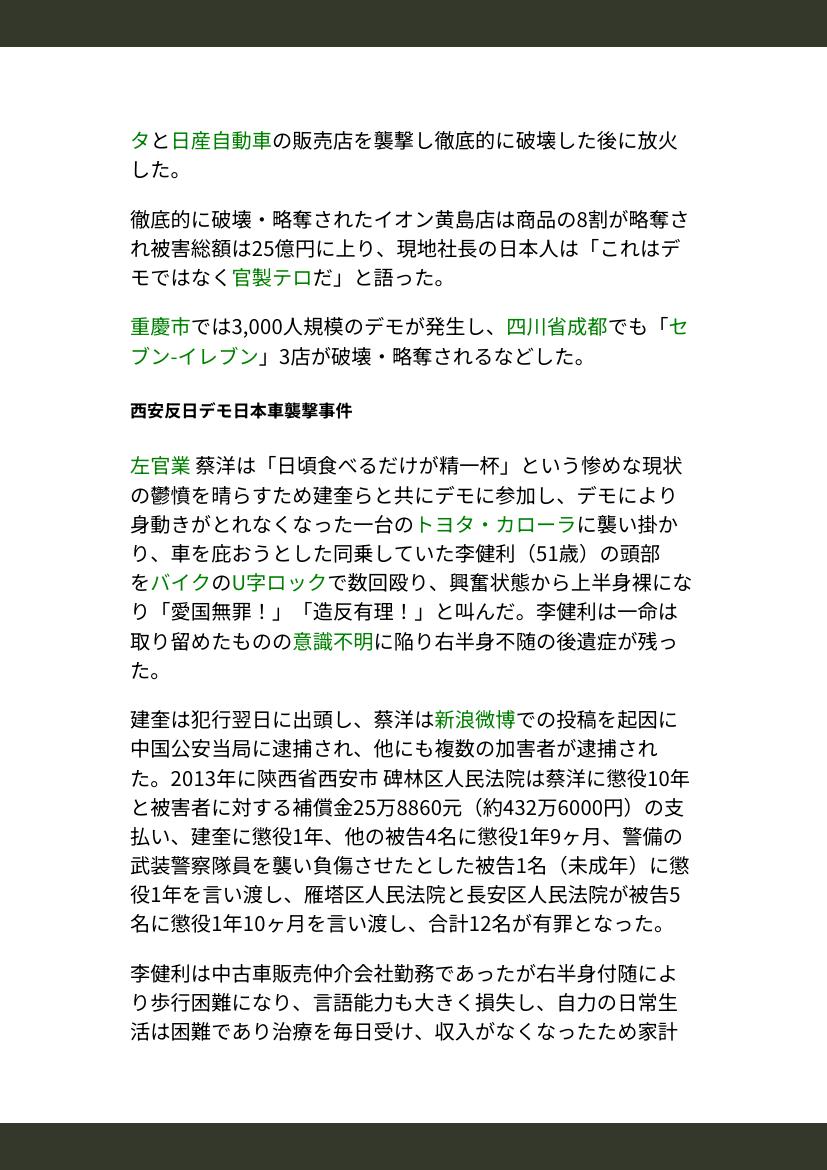 タと日産自動車の販売店を襲撃し徹底的に破壊した後に放火
した。
徹底的に破壊・略奪されたイオン黄島店は商品の8割が略奪さ
れ被害総額は25億円に上り、現地社長の日本人は「これはデ
モではなく官製テロだ」と語った。
重慶市では3,000人規模のデモが発生し、四川省成都でも「セ
ブン-イレブン」3店が破壊・略奪されるなどした。
西安反日デモ日本車襲撃事件
左官業 蔡洋は「日頃食べるだけが精一杯」という惨めな現状
の鬱憤を晴らすため建奎らと共にデモに参加し、デモにより
身動きがとれなくなった一台のトヨタ・カローラに襲い掛か
り、車を庇おうとした同乗していた李健利（51歳）の頭部
をバイクのU字ロックで数回殴り、興奮状態から上半身裸にな
り「愛国無罪！」「造反有理！」と叫んだ。李健利は一命は
取り留めたものの意識不明に陥り右半身不随の後遺症が残っ
た。
建奎は犯行翌日に出頭し、蔡洋は新浪微博での投稿を起因に
中国公安当局に逮捕され、他にも複数の加害者が逮捕され
た。2013年に陝西省西安市 碑林区人民法院は蔡洋に懲役10年
と被害者に対する補償金25万8860元（約432万6000円）の支
払い、建奎に懲役1年、他の被告4名に懲役1年9ヶ月、警備の
武装警察隊員を襲い負傷させたとした被告1名（未成年）に懲
役1年を言い渡し、雁塔区人民法院と長安区人民法院が被告5
名に懲役1年10ヶ月を言い渡し、合計12名が有罪となった。
李健利は中古車販売仲介会社勤務であったが右半身付随によ
り歩行困難になり、言語能力も大きく損失し、自力の日常生
活は困難であり治療を毎日受け、収入がなくなったため家計